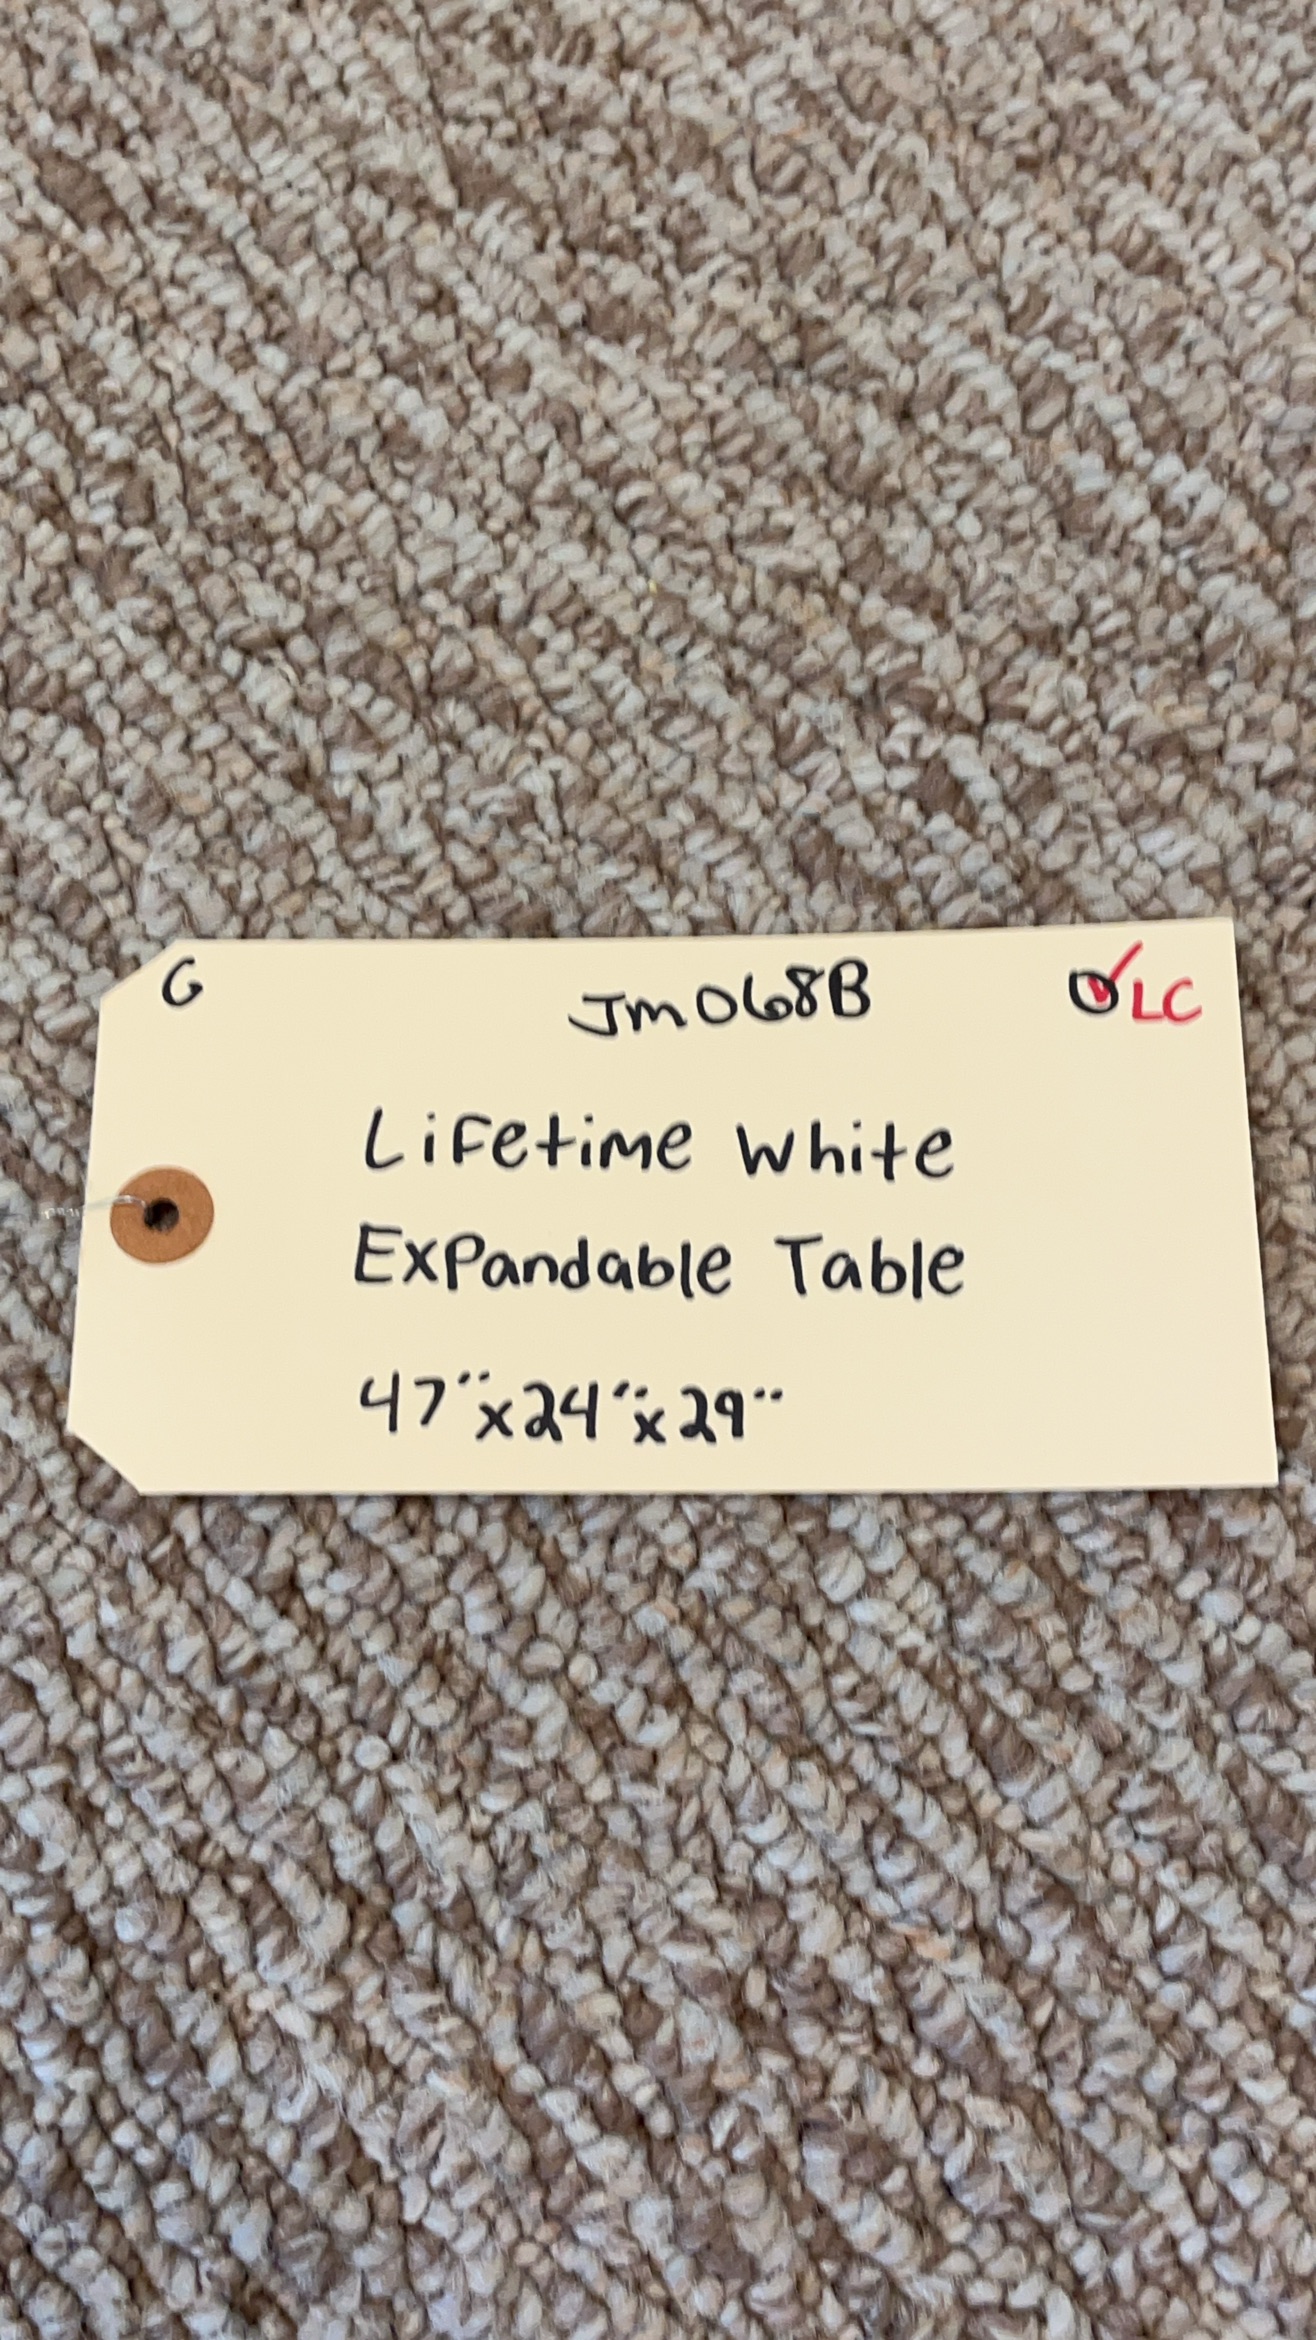 G JM068B O✓LC
Lifetime White
Expandable Table
47"x24"x29"